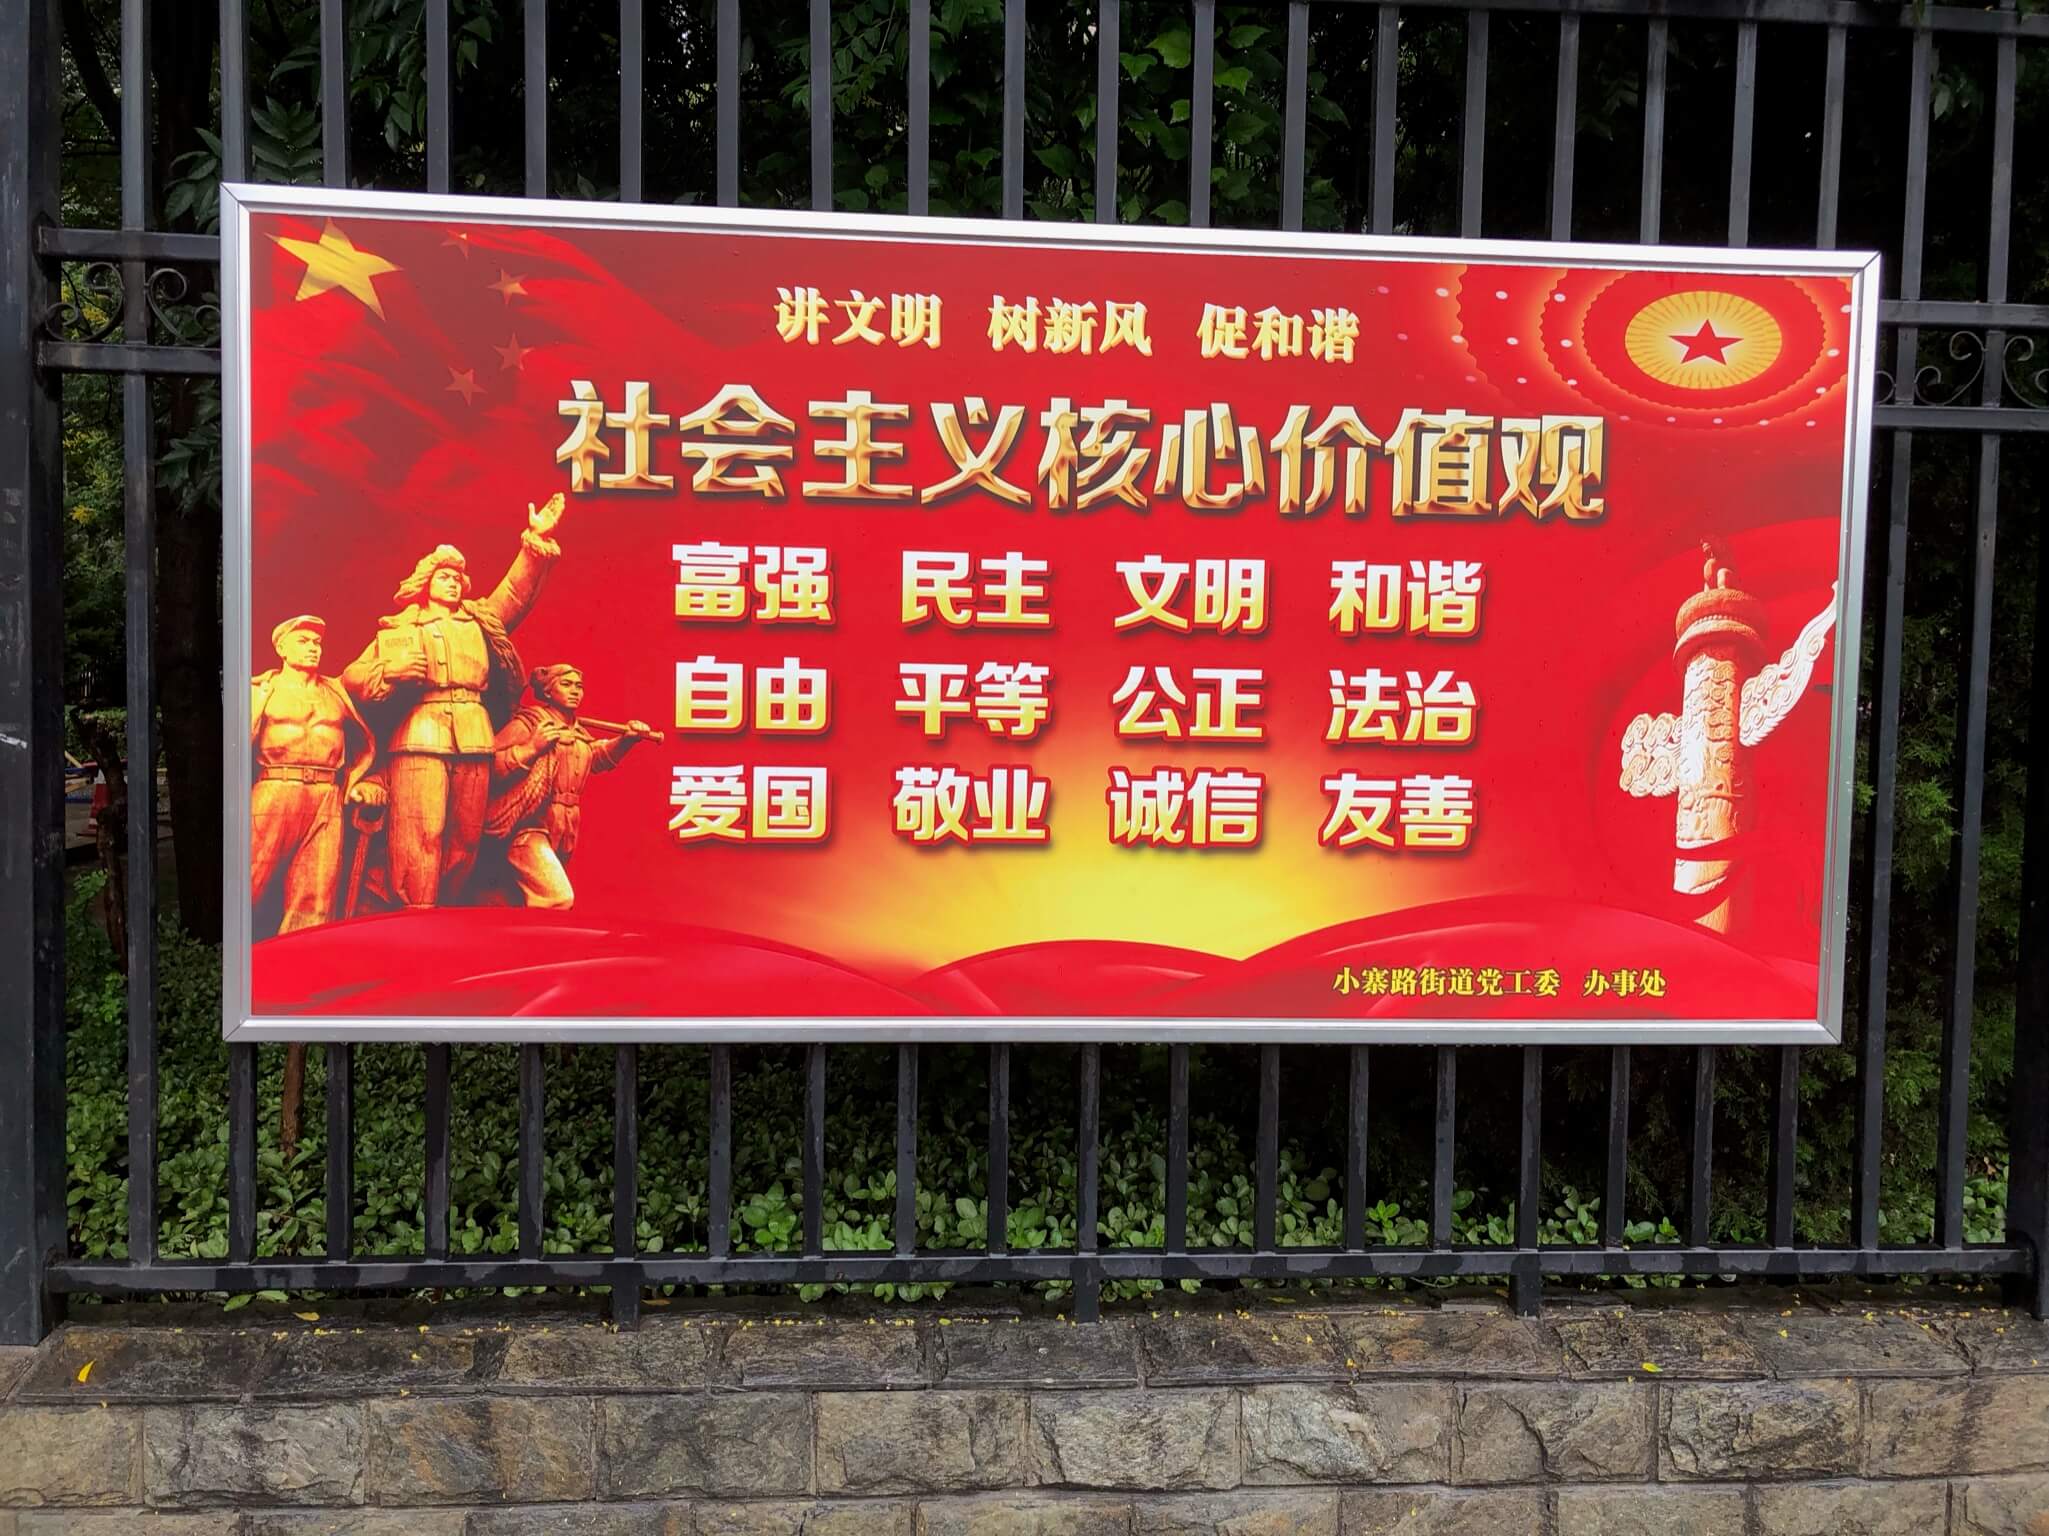 讲文明 树新风 促和谐
社会主义核心价值观
富强 民主 文明 和谐
自由 平等 公正 法治
爱国 敬业 诚信 友善
小寨路街道党工委 办事处